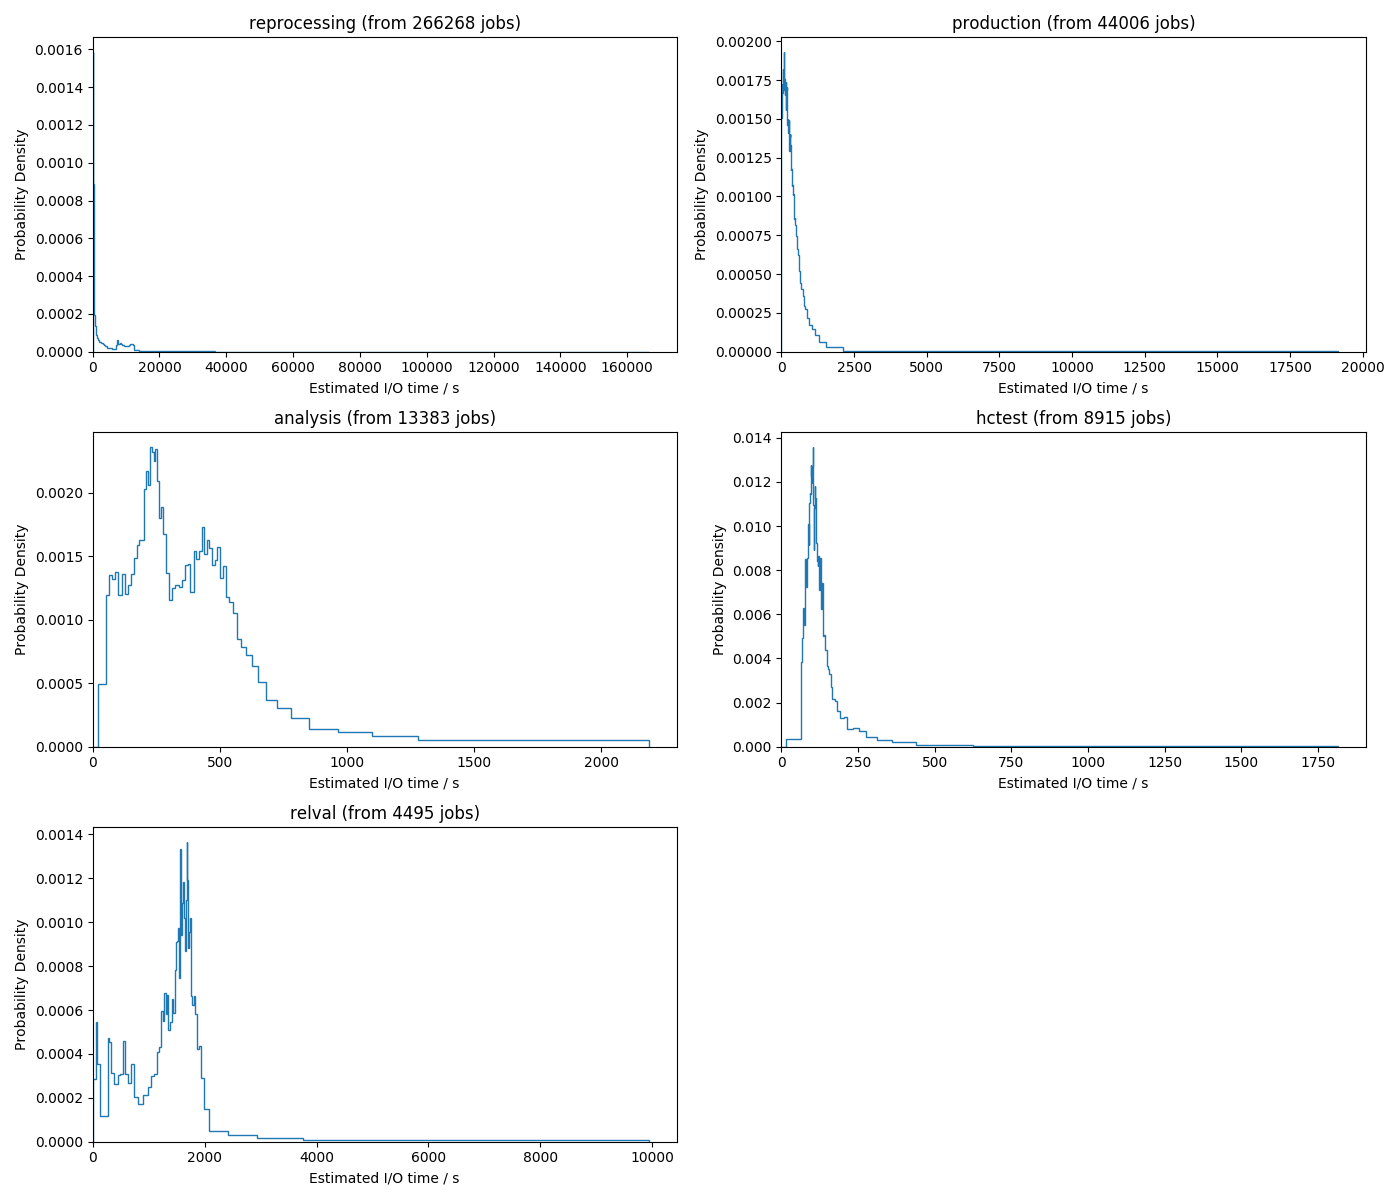 reprocessing (from 266268 jobs)
0.0016
0.0014
0.0012
0.0010
0.0008
0.0006
0.0004
0.0002
0.0000
Probability Density
0 20000 40000 60000 80000 100000 120000 140000 160000
Estimated I/O time / s
production (from 44006 jobs)
0.00200
0.00175
0.00150
0.00125
0.00100
0.00075
0.00050
0.00025
0.00000
Probability Density
0 2500 5000 7500 10000 12500 15000 17500 20000
Estimated I/O time / s
analysis (from 13383 jobs)
0.0020
0.0015
0.0010
0.0005
0.0000
Probability Density
0 500 1000 1500 2000
Estimated I/O time / s
hctest (from 8915 jobs)
0.014
0.012
0.010
0.008
0.006
0.004
0.002
0.000
Probability Density
0 250 500 750 1000 1250 1500 1750
Estimated I/O time / s
relval (from 4495 jobs)
0.0014
0.0012
0.0010
0.0008
0.0006
0.0004
0.0002
0.0000
Probability Density
0 2000 4000 6000 8000 10000
Estimated I/O time / s